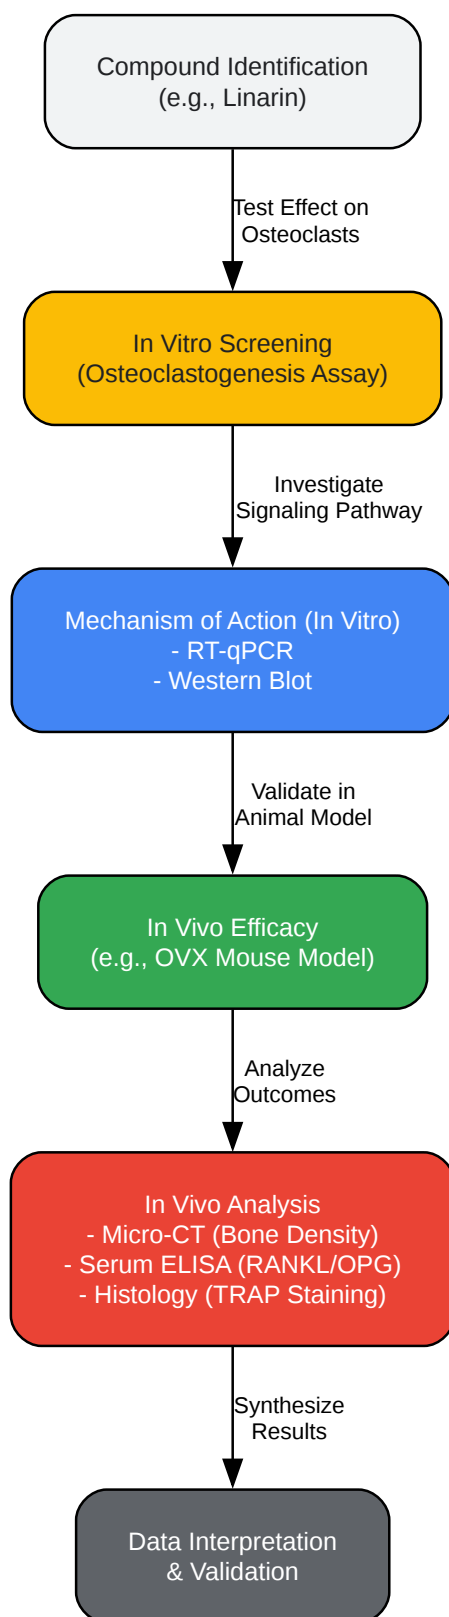 Compound Identification
(e.g., Linarin)
Test Effect on
Osteoclasts
In Vitro Screening
(Osteoclastogenesis Assay)
Investigate
Signaling Pathway
Mechanism of Action (In Vitro)
- RT-qPCR
- Western Blot
Validate in
Animal Model
In Vivo Efficacy
(e.g., OVX Mouse Model)
Analyze
Outcomes
In Vivo Analysis
- Micro-CT (Bone Density)
- Serum ELISA (RANKL/OPG)
- Histology (TRAP Staining)
Synthesize
Results
Data Interpretation
& Validation